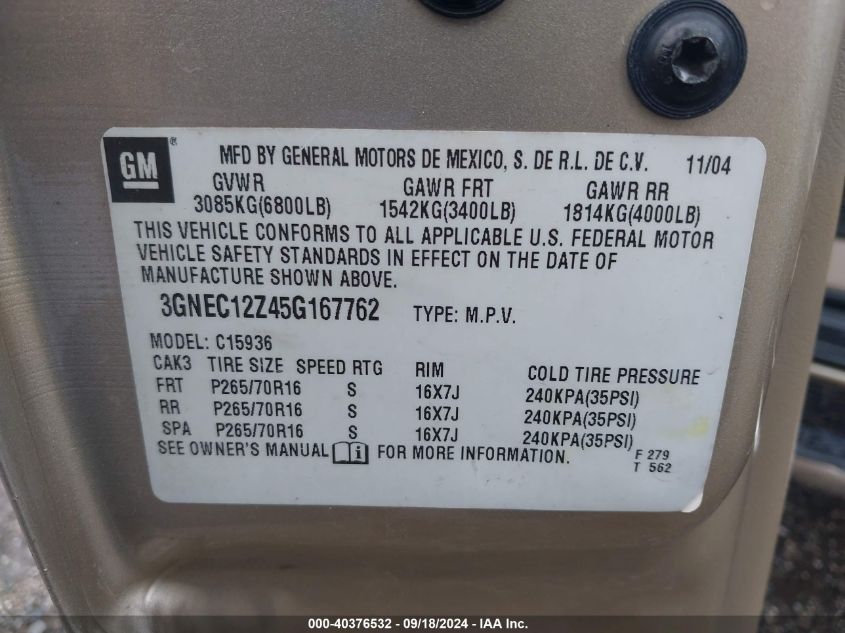 GM ® MFD BY GENERAL MOTORS DE MEXICO, S. DE R.L. DE C.V. 11/04
GVWR GAWR FRT GAWR RR
3085KG(6800LB) 1542KG(3400LB) 1814KG(4000LB)
THIS VEHICLE CONFORMS TO ALL APPLICABLE U.S. FEDERAL MOTOR
VEHICLE SAFETY STANDARDS IN EFFECT ON THE DATE OF
MANUFACTURE SHOWN ABOVE.
3GNEC12Z45G167762 TYPE: M.P.V.
MODEL: C15936
CAK3 TIRE SIZE SPEED RTG RIM COLD TIRE PRESSURE
FRT P265/70R16 S 16X7J 240KPA(35PSI)
RR P265/70R16 S 16X7J 240KPA(35PSI)
SPA P265/70R16 S 16X7J 240KPA(35PSI)
SEE OWNER'S MANUAL FOR MORE INFORMATION. F 279
T 562
000-40376532 - 09/18/2024 - IAA Inc.